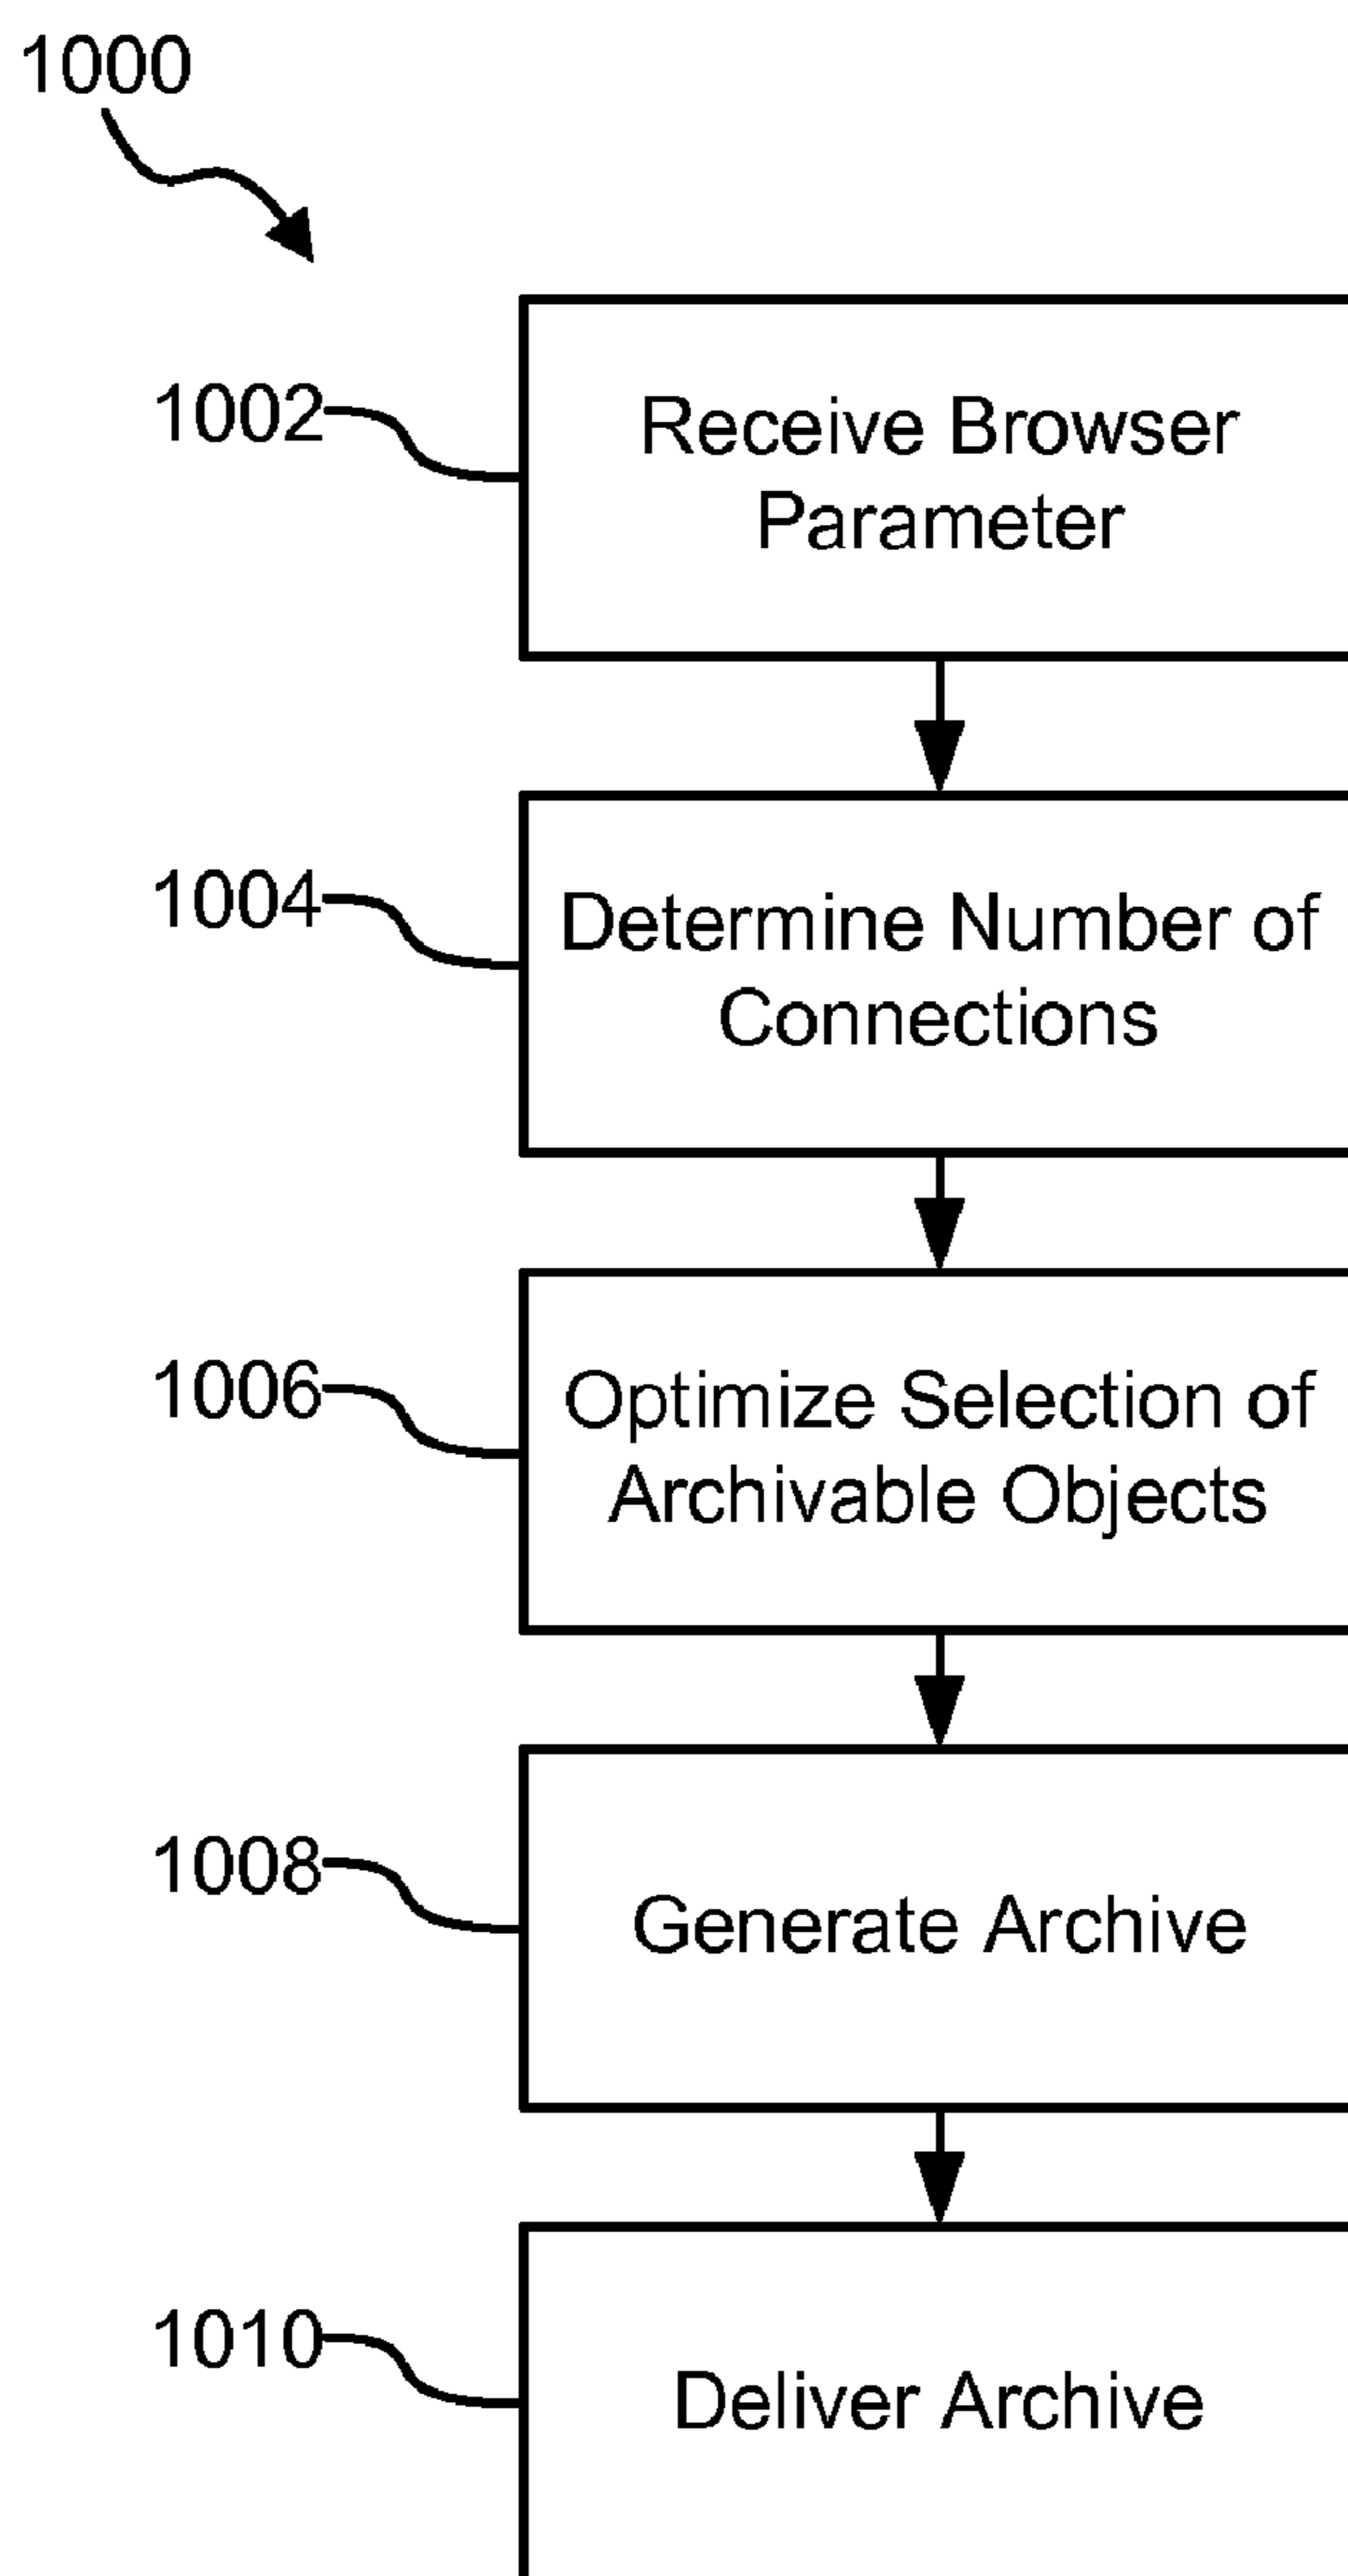 1000
1002
Receive Browser
Parameter
1004
Determine Number of
Connections
1006
Optimize Selection of
Archivable Objects
1008
Generate Archive
1010
Deliver Archive